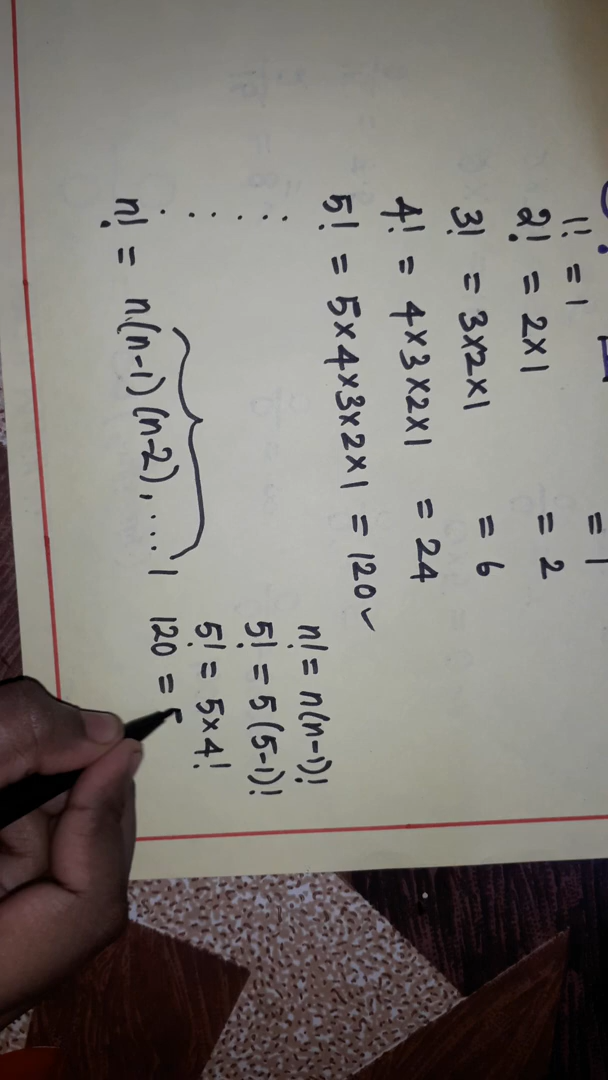 1! = 1 = 1
2! = 2×1 = 2
3! = 3×2×1 = 6
4! = 4×3×2×1 = 24
5! = 5×4×3×2×1 = 120 ✓
. . . . .
n! = n(n-1)(n-2), .... 1
n! = n(n-1)!
5! = 5(5-1)!
5! = 5×4!
120 =